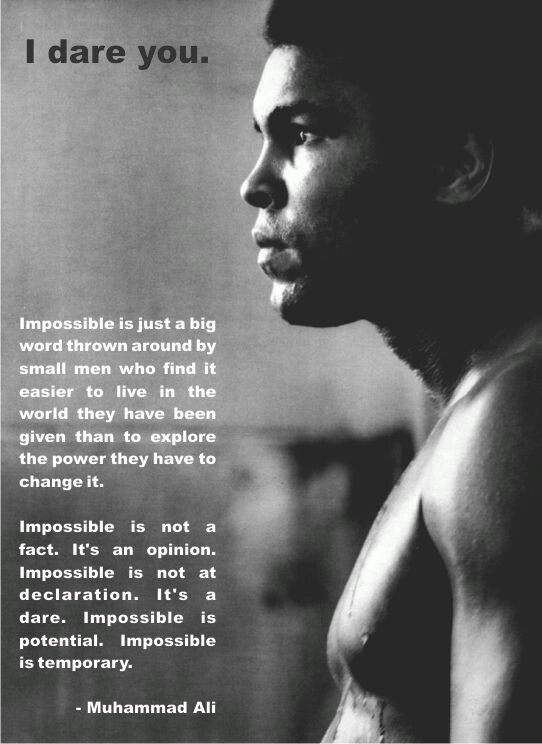 I dare you.
Impossible is just a big
word thrown around by
small men who find it
easier to live in the
world they have been
given than to explore
the power they have to
change it.
Impossible is not a
fact. It's an opinion.
Impossible is not at
declaration. It's a
dare. Impossible is
potential. Impossible
is temporary.
- Muhammad Ali